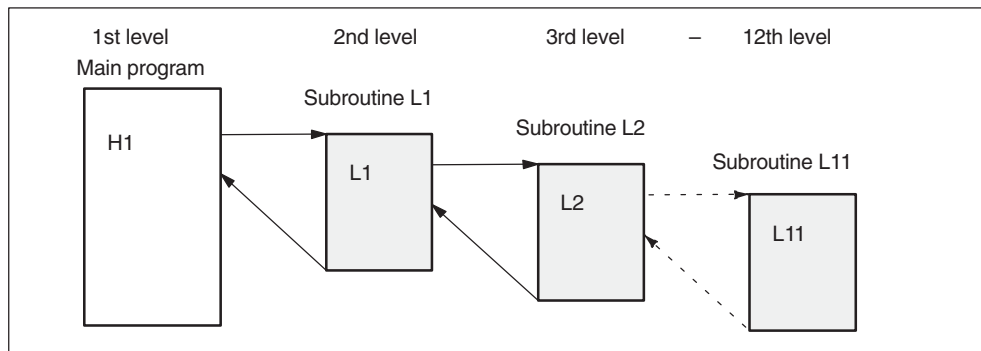 1st level 2nd level 3rd level – 12th level
Main program
Subroutine L1
Subroutine L2
Subroutine L11
H1
L1
L2
L11